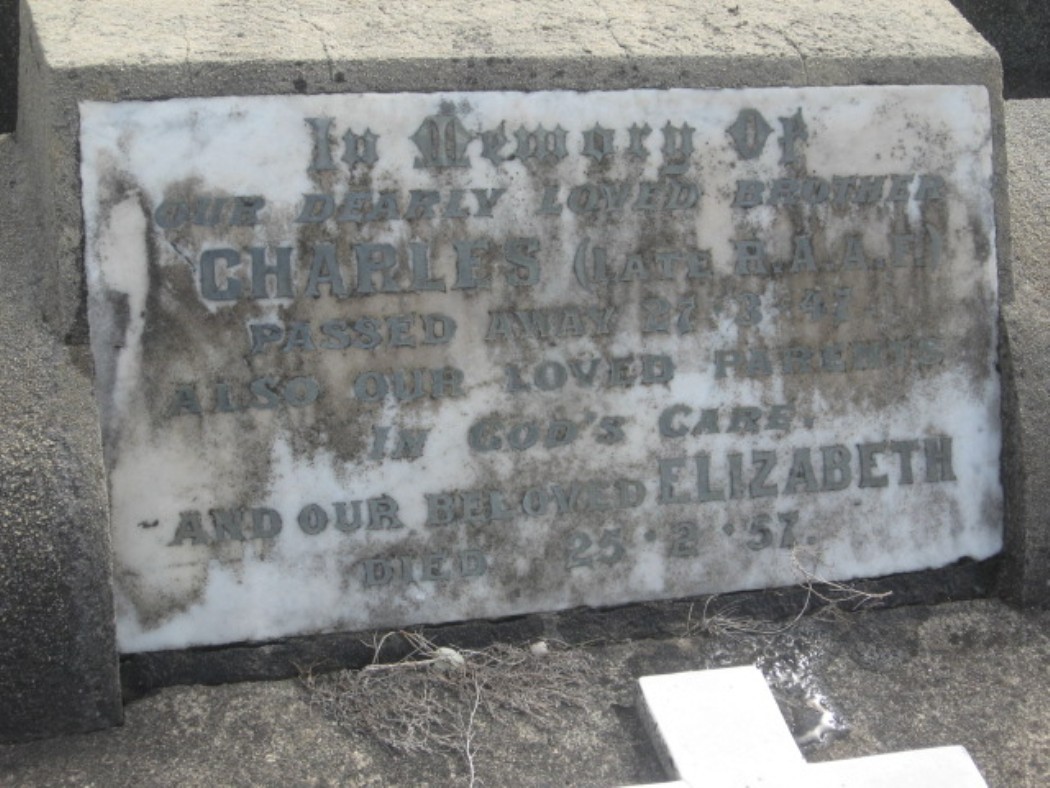 In Memory Of
OUR DEARLY LOVED BROTHER
CHARLES (LATE R.A.A.F.)
PASSED AWAY 27·3·47
ALSO OUR LOVED PARENTS
IN GOD'S CARE.
AND OUR BELOVED ELIZABETH
DIED 25·2·57.